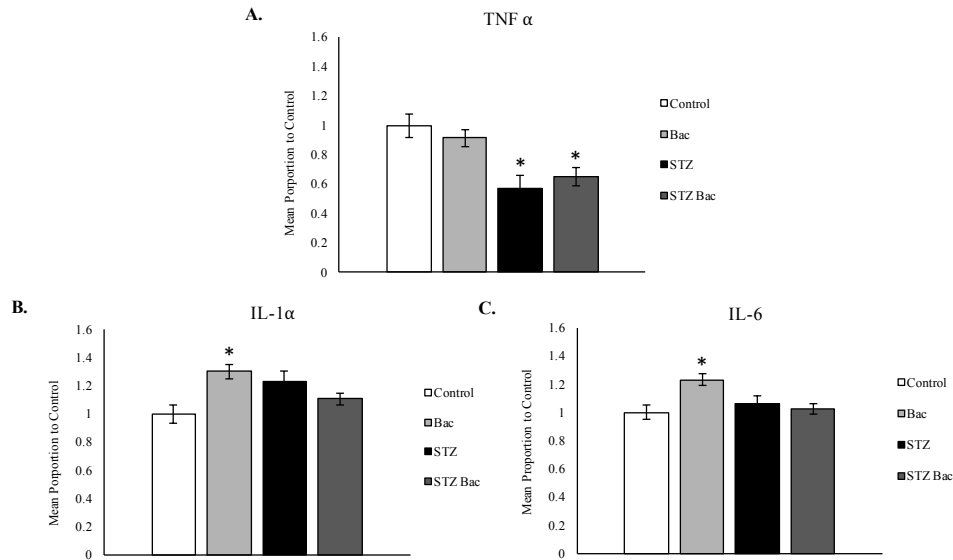 A.
TNF α
Mean Porportion to Control
1.6
1.4
1.2
1
0.8
0.6
0.4
0.2
0
*
*
Control
Bac
STZ
STZ Bac
B.
IL-1α
Mean Porportion to Control
1.6
1.4
1.2
1
0.8
0.6
0.4
0.2
0
*
Control
Bac
STZ
STZ Bac
C.
IL-6
Mean Proportion to Control
1.6
1.4
1.2
1
0.8
0.6
0.4
0.2
0
*
Control
Bac
STZ
STZ Bac